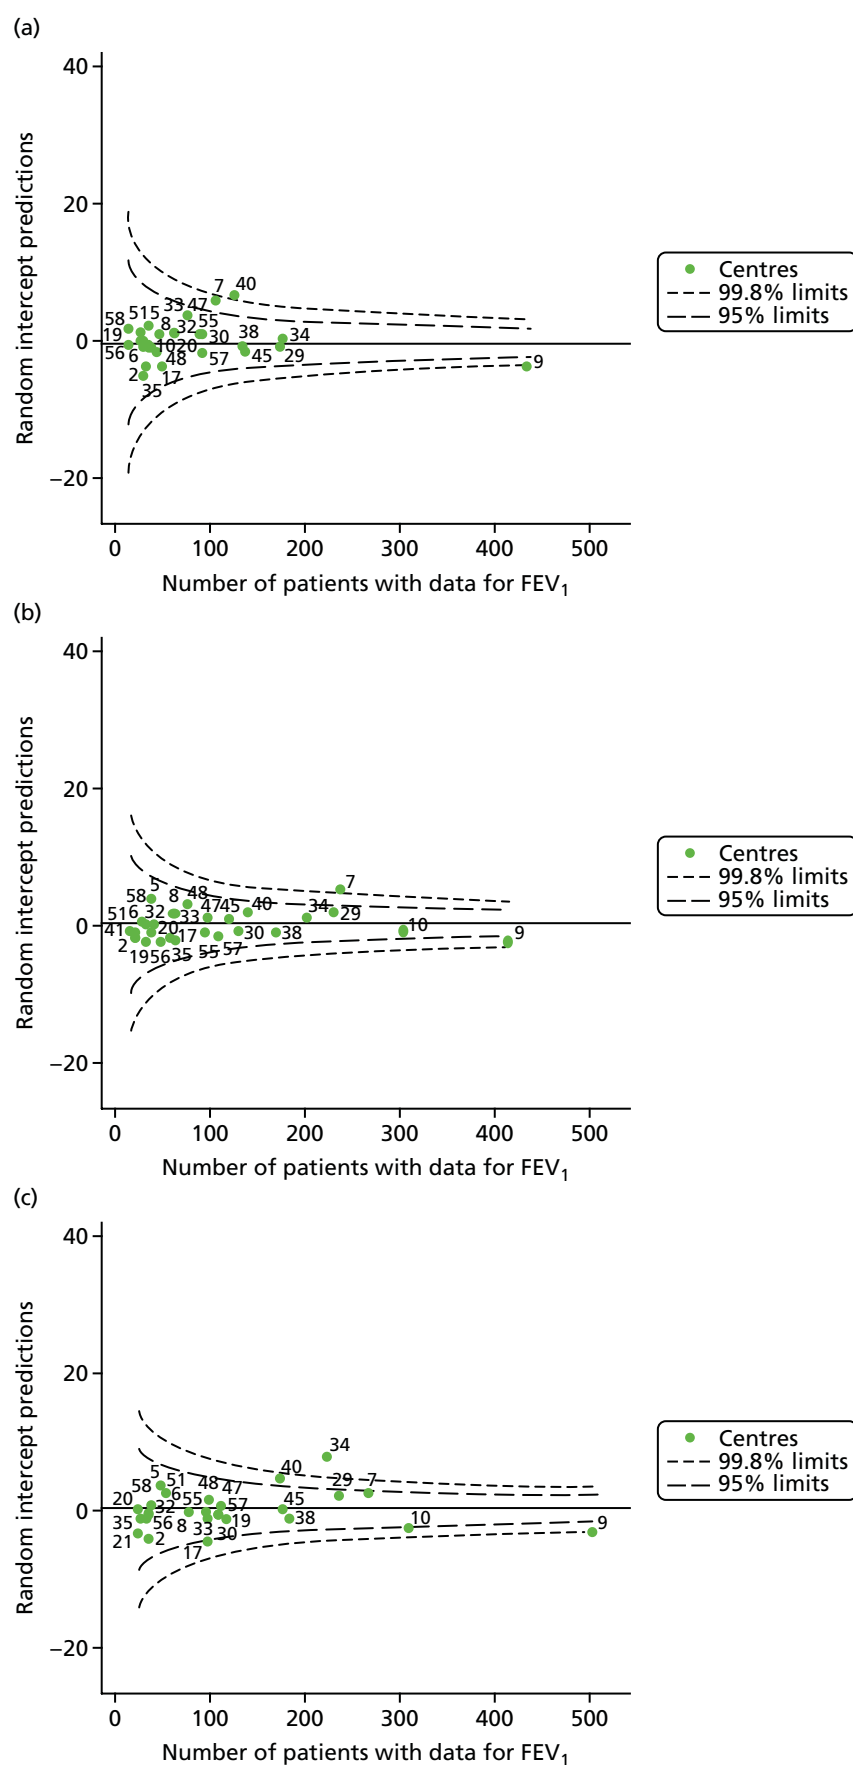 (a)
40
20
0
−20
Random intercept predictions
7 40
33 47
58 51 5 8 32 55
19 30 38 34
56 6 10 20 48 57 45 29
2 17
35
9
0 100 200 300 400 500
Number of patients with data for FEV1
Centres
99.8% limits
95% limits
(b)
40
20
0
−20
Random intercept predictions
5 7
58 8 48
51 6 32 33 47 45 40 34 29
41 20 17 30 38 10 9
2 19 56 35 55 57
0 100 200 300 400 500
Number of patients with data for FEV1
Centres
99.8% limits
95% limits
(c)
40
20
0
−20
Random intercept predictions
34
5 51 40
58 6 48 47 29 7
20 32 55 57 45
35 56 8 33 30 19 38 10 9
21 2 17
0 100 200 300 400 500
Number of patients with data for FEV1
Centres
99.8% limits
95% limits